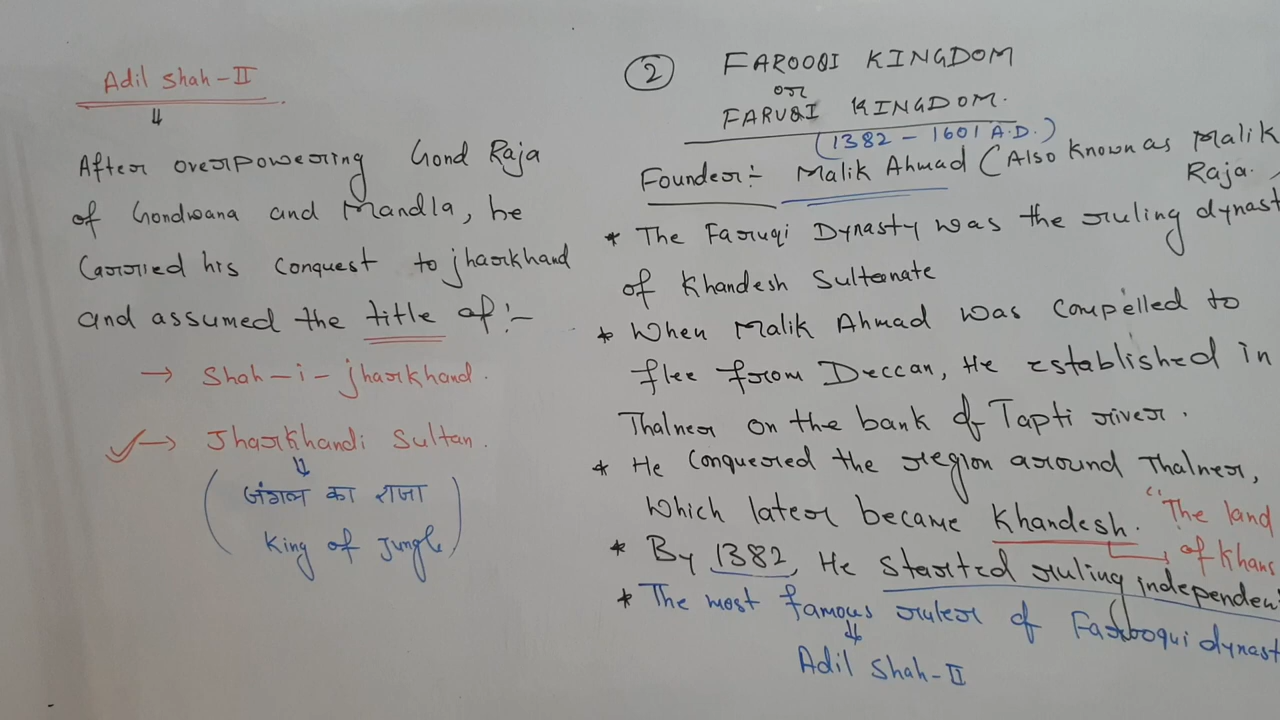 Adil Shah-II
After overpowering Gond Raja
of Gondwana and Mandla, he
Carried his conquest to jharkhand
and assumed the title of:-
→ Shah-i-jharkhand.
✓→ Jharkhandi Sultan.
(जंगल का राजा
King of Jungle)
② FAROOQI KINGDOM
or
FARUQI KINGDOM.
(1382 - 1601 A.D.)
Founder:- Malik Ahmad (Also known as Malik
Raja.
* The Faruqi Dynasty was the ruling dynast
of Khandesh Sultanate
* When Malik Ahmad was compelled to
flee from Deccan, He established in
Thalner on the bank of Tapti river.
* He conquered the region around Thalner,
Which later became Khandesh.
"The land
of Khans
* By 1382, He started ruling independen
* The most famous ruler of Farooqui dynast
Adil Shah-II